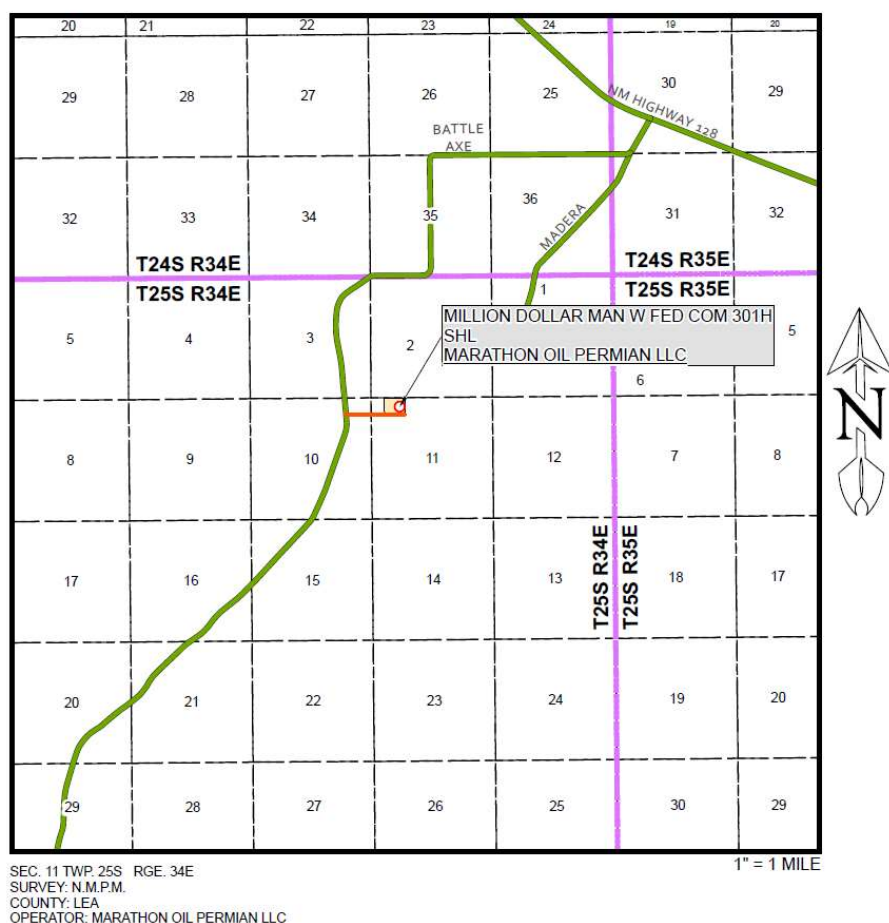 20 21 22 23 24 19 20
29 28 27 26 25 30 29
NM HIGHWAY 128
BATTLE
AXE
32 33 34 35 36 31 32
MADERA
T24S R34E T24S R35E
T25S R34E T25S R35E
1
MILLION DOLLAR MAN W FED COM 301H
SHL
MARATHON OIL PERMIAN LLC
5 4 3 2 6 5
N
8 9 10 11 12 7 8
T25S R34E
T25S R35E
17 16 15 14 13 18 17
20 21 22 23 24 19 20
29 28 27 26 25 30 29
1" = 1 MILE
SEC. 11 TWP. 25S RGE. 34E
SURVEY: N.M.P.M.
COUNTY: LEA
OPERATOR: MARATHON OIL PERMIAN LLC